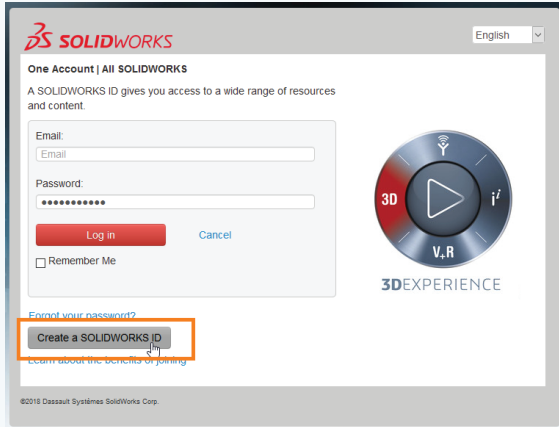 SOLIDWORKS
English
One Account | All SOLIDWORKS
A SOLIDWORKS ID gives you access to a wide range of resources
and content.
Email:
Email
Password:
Log in
Cancel
Remember Me
3D
i
V+R
3DEXPERIENCE
Forgot your password?
Create a SOLIDWORKS ID
Learn about the benefits of joining
©2018 Dassault Systèmes SolidWorks Corp.